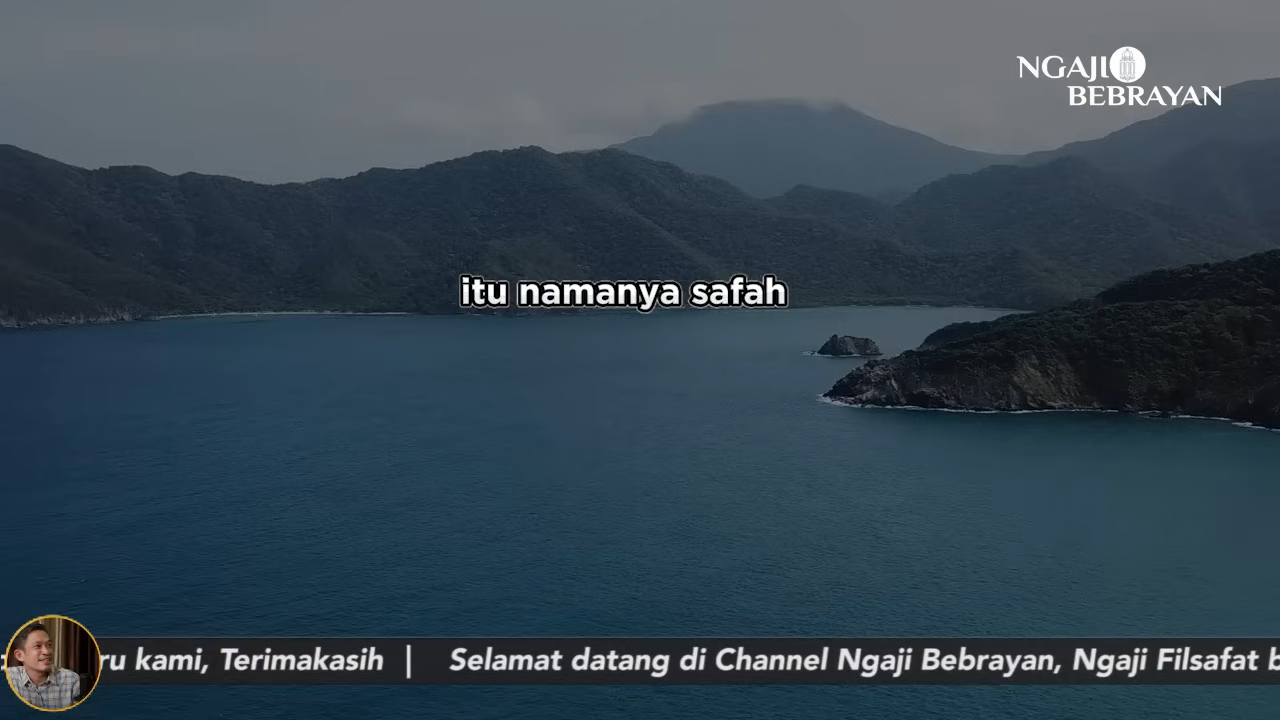 NGAJI
BEBRAYAN
itu namanya safah
ru kami, Terimakasih | Selamat datang di Channel Ngaji Bebrayan, Ngaji Filsafat b